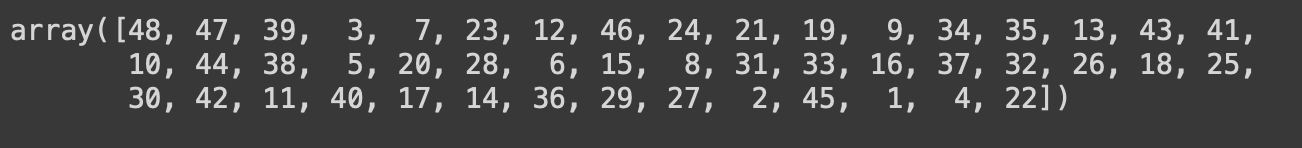 array([48, 47, 39,  3,  7, 23, 12, 46, 24, 21, 19,  9, 34, 35, 13, 43, 41,
       10, 44, 38,  5, 20, 28,  6, 15,  8, 31, 33, 16, 37, 32, 26, 18, 25,
       30, 42, 11, 40, 17, 14, 36, 29, 27,  2, 45,  1,  4, 22])